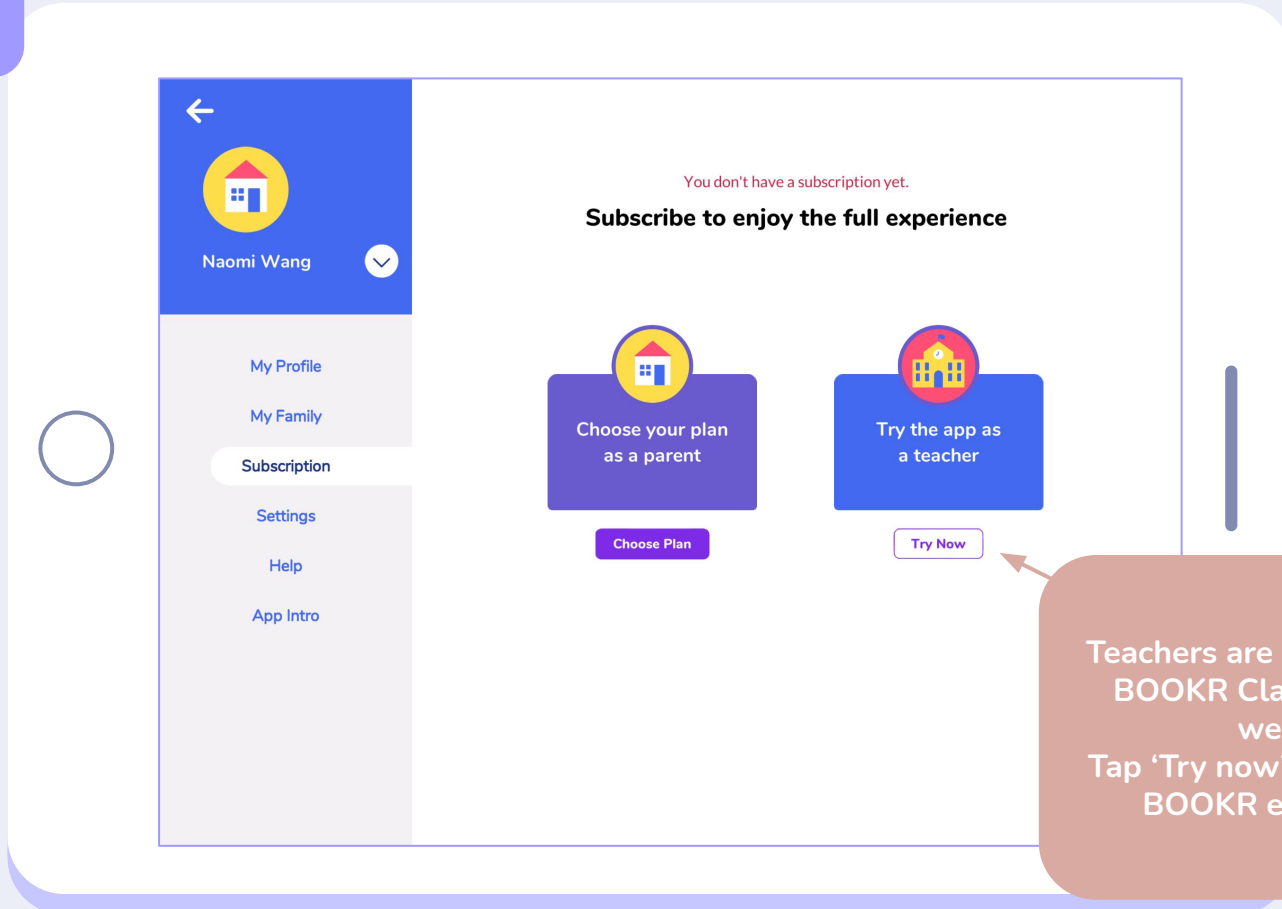 Naomi Wang
My Profile
My Family
Subscription
Settings
Help
App Intro
You don't have a subscription yet.
Subscribe to enjoy the full experience
Choose your plan
as a parent
Choose Plan
Try the app as
a teacher
Try Now
Teachers are
BOOKR
Tap ‘Try now’
BOOKR